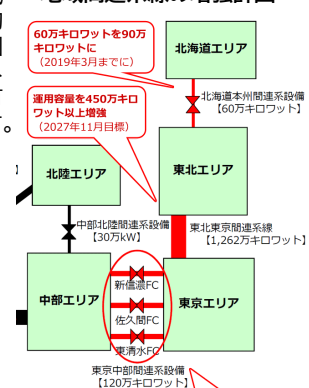 60万キロワットを90万
キロワットに
（2019年3月までに）
北海道エリア
北海道本州間連系設備
【60万キロワット】
運用容量を450万キロ
ワット以上増強
（2027年11月目標）
北陸エリア
東北エリア
中部北陸間連系設備
【30万kW】
東北東京間連系線
【1,262万キロワット】
中部エリア
新信濃FC
佐久間FC
東清水FC
東京エリア
東京中部間連系設備
【120万キロワット】